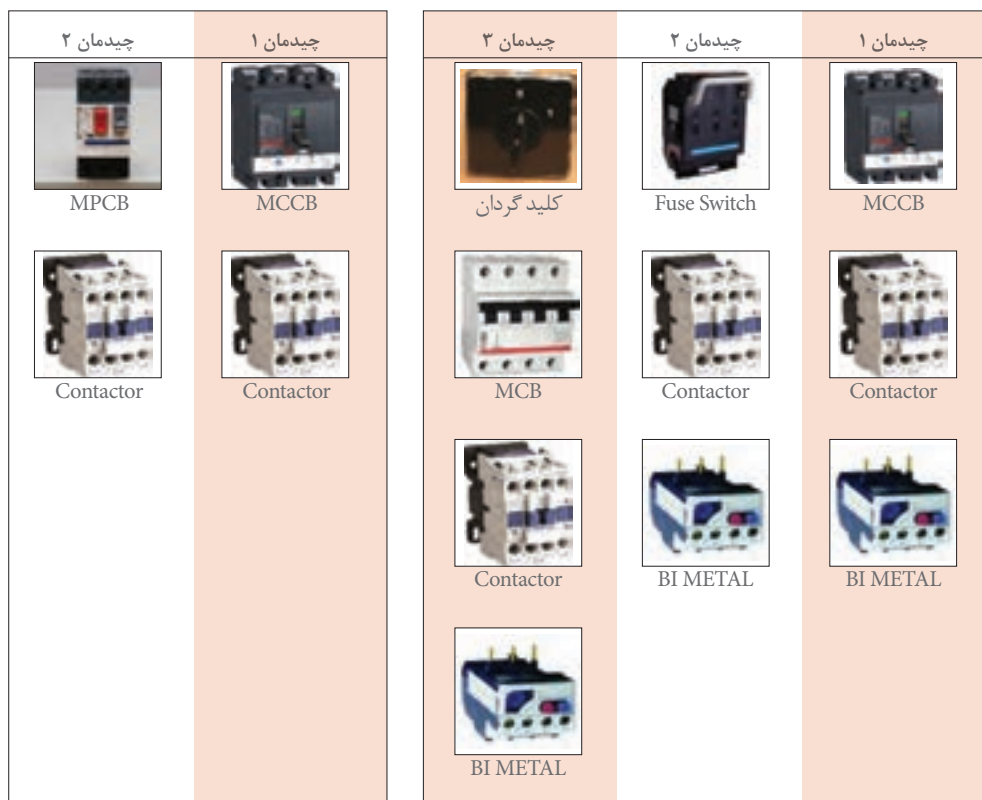 چیدمان ۱
چیدمان ۲
چیدمان ۳
MCCB
Fuse Switch
کلید گردان
Contactor
Contactor
MCB
BI METAL
BI METAL
Contactor
BI METAL
چیدمان ۱
چیدمان ۲
MCCB
MPCB
Contactor
Contactor